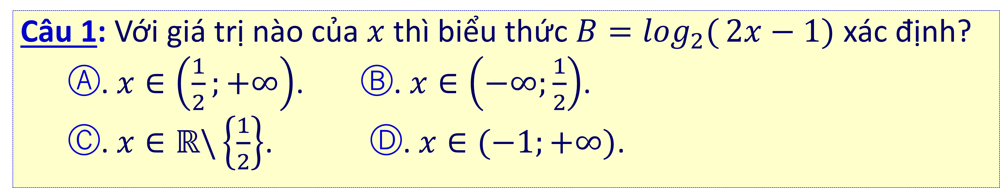 Câu 1: Với giá trị nào của x thì biểu thức B = log₂( 2x − 1) xác định?
Ⓐ. x ∈ (1/2 ; +∞). Ⓑ. x ∈ (−∞; 1/2).
Ⓒ. x ∈ ℝ\ {1/2}. Ⓓ. x ∈ (−1; +∞).